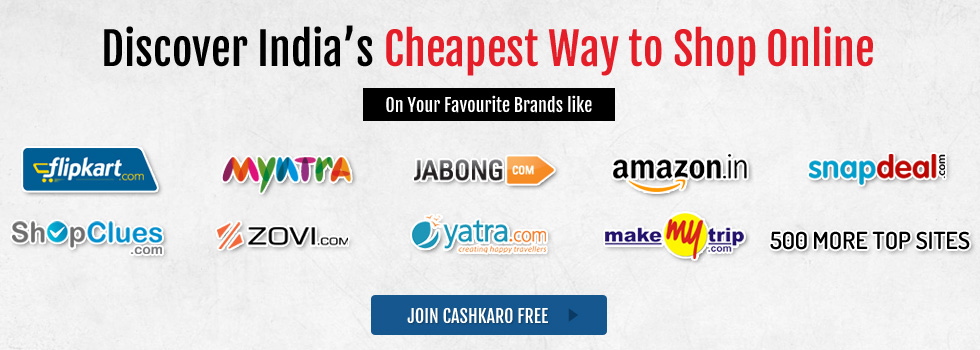 Discover India's Cheapest Way to Shop Online
On Your Favourite Brands like
flipkart.com
Myntra
JABONG COM
amazon.in
snapdeal.com
ShopClues.com
ZOVI.COM
yatra.com
creating happy travellers
make my trip.com
500 MORE TOP SITES
JOIN CASHKARO FREE